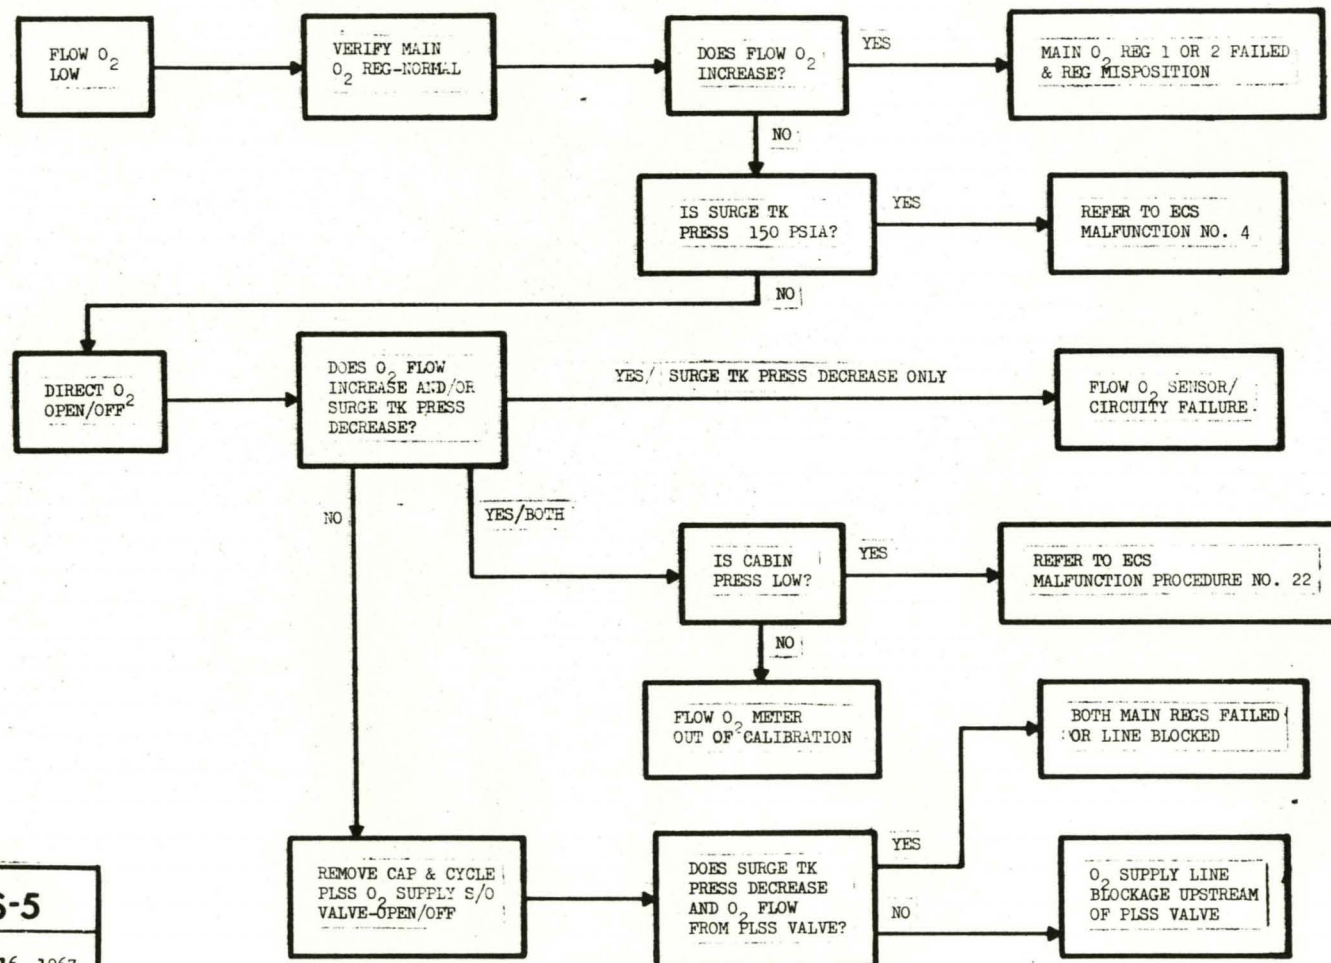 FLOW O2
LOW
VERIFY MAIN
O2 REG-NORMAL
DOES FLOW O2
INCREASE?
YES
MAIN O2 REG 1 OR 2 FAILED
& REG MISPOSITION
NO
IS SURGE TK
PRESS 150 PSIA?
YES
REFER TO ECS
MALFUNCTION NO. 4
NO
DIRECT O2
OPEN/OFF
DOES O2 FLOW
INCREASE AND/OR
SURGE TK PRESS
DECREASE?
YES/ SURGE TK PRESS DECREASE ONLY
FLOW O2 SENSOR/
CIRCUITY FAILURE
NO
YES/BOTH
IS CABIN
PRESS LOW?
YES
REFER TO ECS
MALFUNCTION PROCEDURE NO. 22
NO
FLOW O2 METER
OUT OF CALIBRATION
BOTH MAIN REGS FAILED
OR LINE BLOCKED
REMOVE CAP & CYCLE
PLSS O2 SUPPLY S/O
VALVE-OPEN/OFF
DOES SURGE TK
PRESS DECREASE
AND O2 FLOW
FROM PLSS VALVE?
YES
NO
O2 SUPPLY LINE
BLOCKAGE UPSTREAM
OF PLSS VALVE
S-5
16, 1967